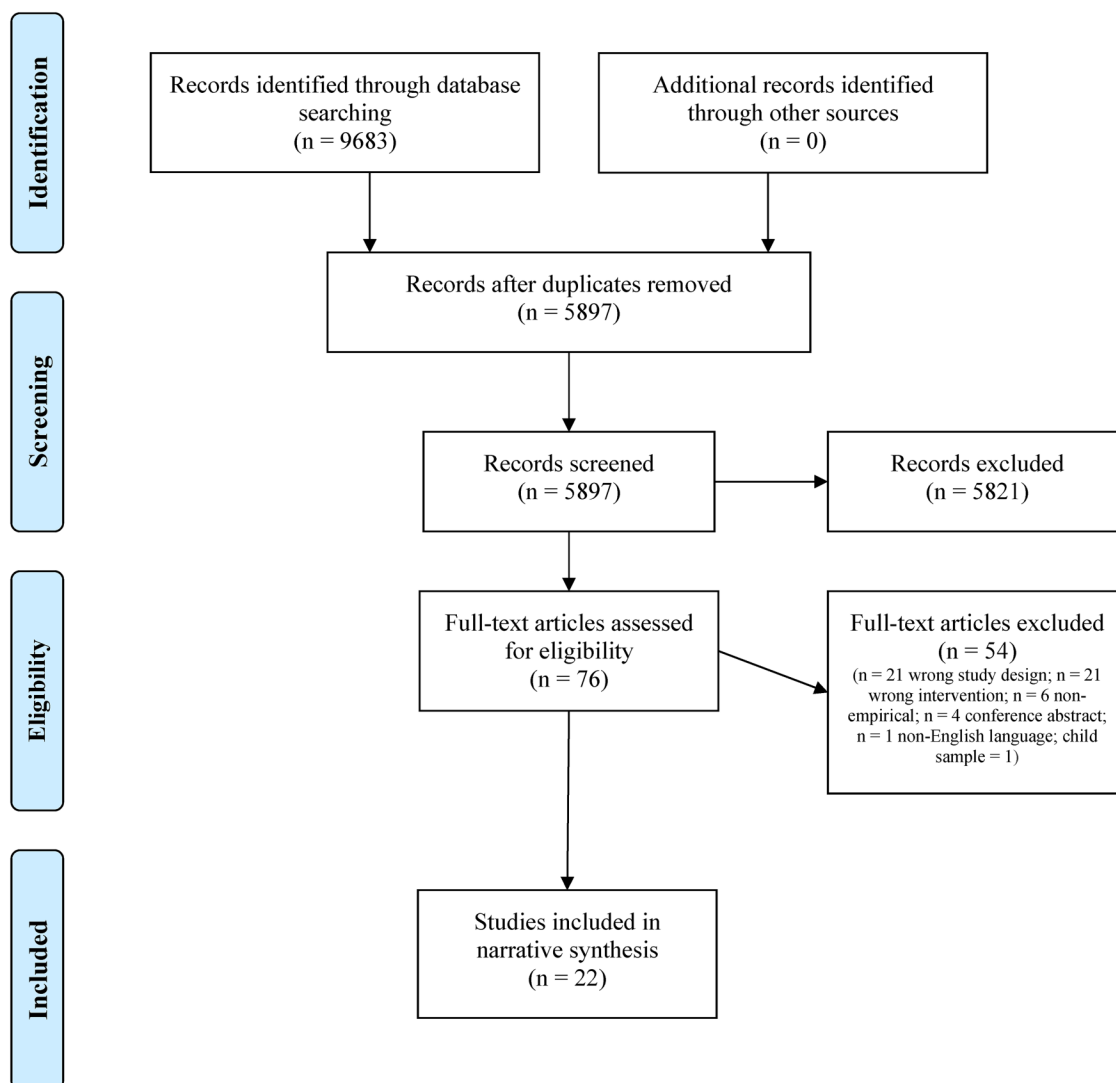 Identification
Records identified through database
searching
(n = 9683)
Additional records identified
through other sources
(n = 0)
Records after duplicates removed
(n = 5897)
Screening
Records screened
(n = 5897)
Records excluded
(n = 5821)
Eligibility
Full-text articles assessed
for eligibility
(n = 76)
Full-text articles excluded
(n = 54)
(n = 21 wrong study design; n = 21
wrong intervention; n = 6 non-
empirical; n = 4 conference abstract;
n = 1 non-English language; child
sample = 1)
Included
Studies included in
narrative synthesis
(n = 22)